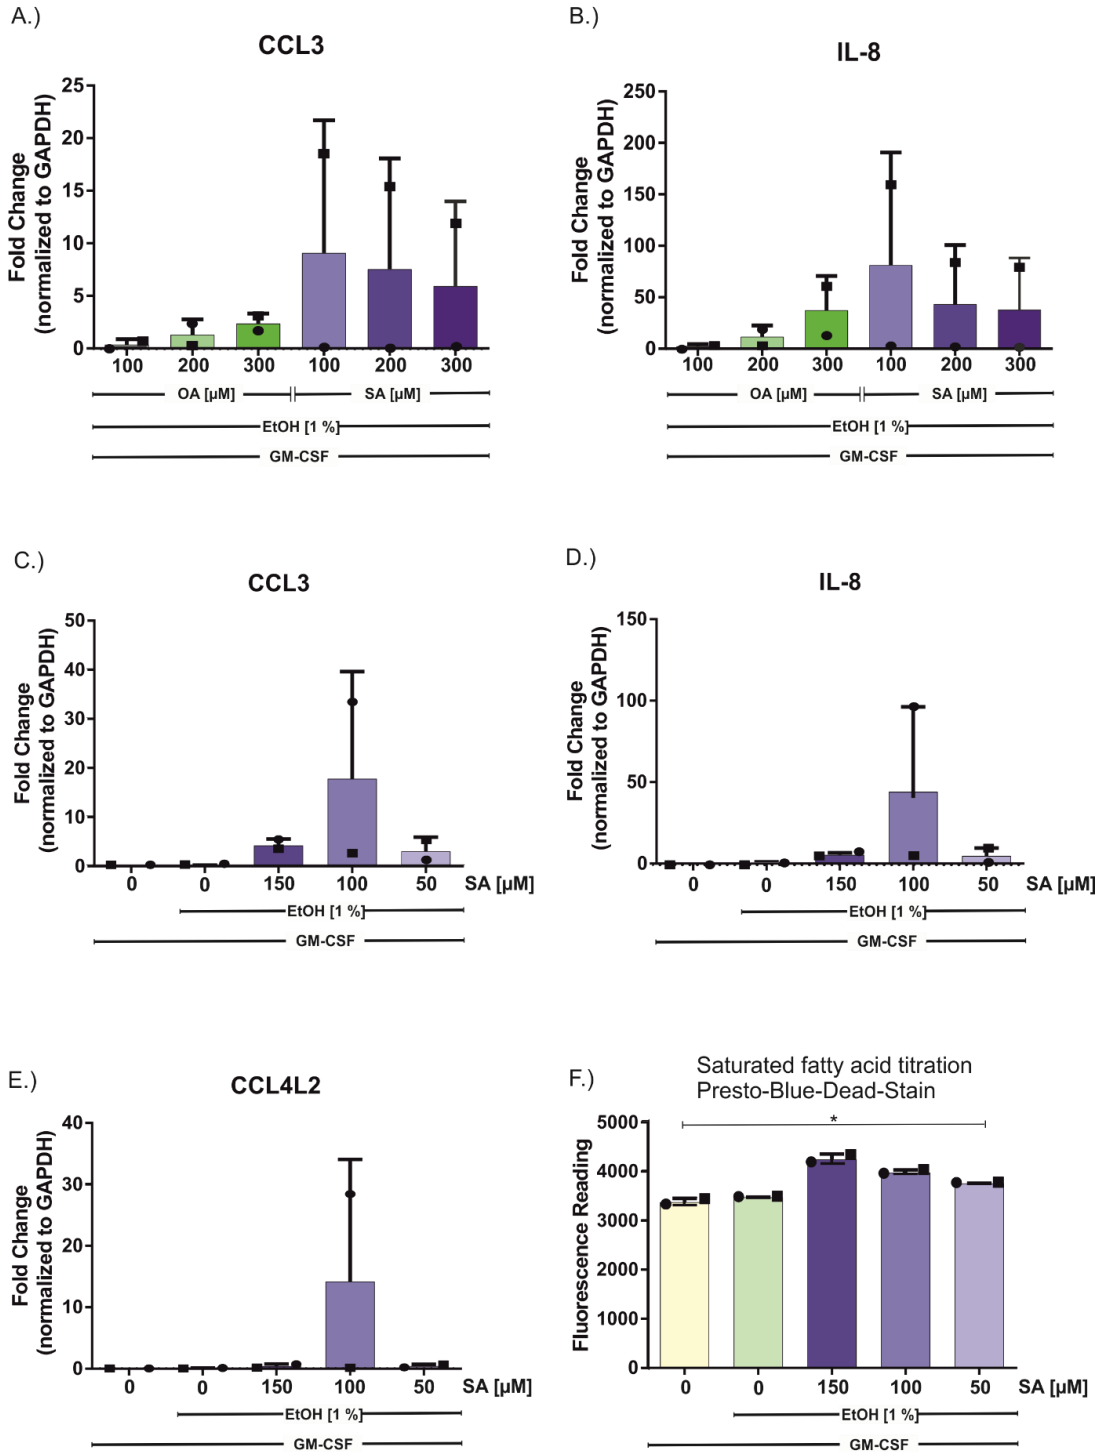 A.)
CCL3
Fold Change
(normalized to GAPDH)
25
20
15
10
5
0
100 200 300 100 200 300
OA [µM] SA [µM]
EtOH [1 %]
GM-CSF
B.)
IL-8
Fold Change
(normalized to GAPDH)
250
200
150
100
50
0
100 200 300 100 200 300
OA [µM] SA [µM]
EtOH [1 %]
GM-CSF
C.)
CCL3
Fold Change
(normalized to GAPDH)
50
40
30
20
10
0
0 0 150 100 50 SA [µM]
EtOH [1 %]
GM-CSF
D.)
IL-8
Fold Change
(normalized to GAPDH)
150
100
50
0
0 0 150 100 50 SA [µM]
EtOH [1 %]
GM-CSF
E.)
CCL4L2
Fold Change
(normalized to GAPDH)
40
30
20
10
0
0 0 150 100 50 SA [µM]
EtOH [1 %]
GM-CSF
F.)
Saturated fatty acid titration
Presto-Blue-Dead-Stain
*
Fluorescence Reading
5000
4000
3000
2000
1000
0
0 0 150 100 50 SA [µM]
EtOH [1 %]
GM-CSF